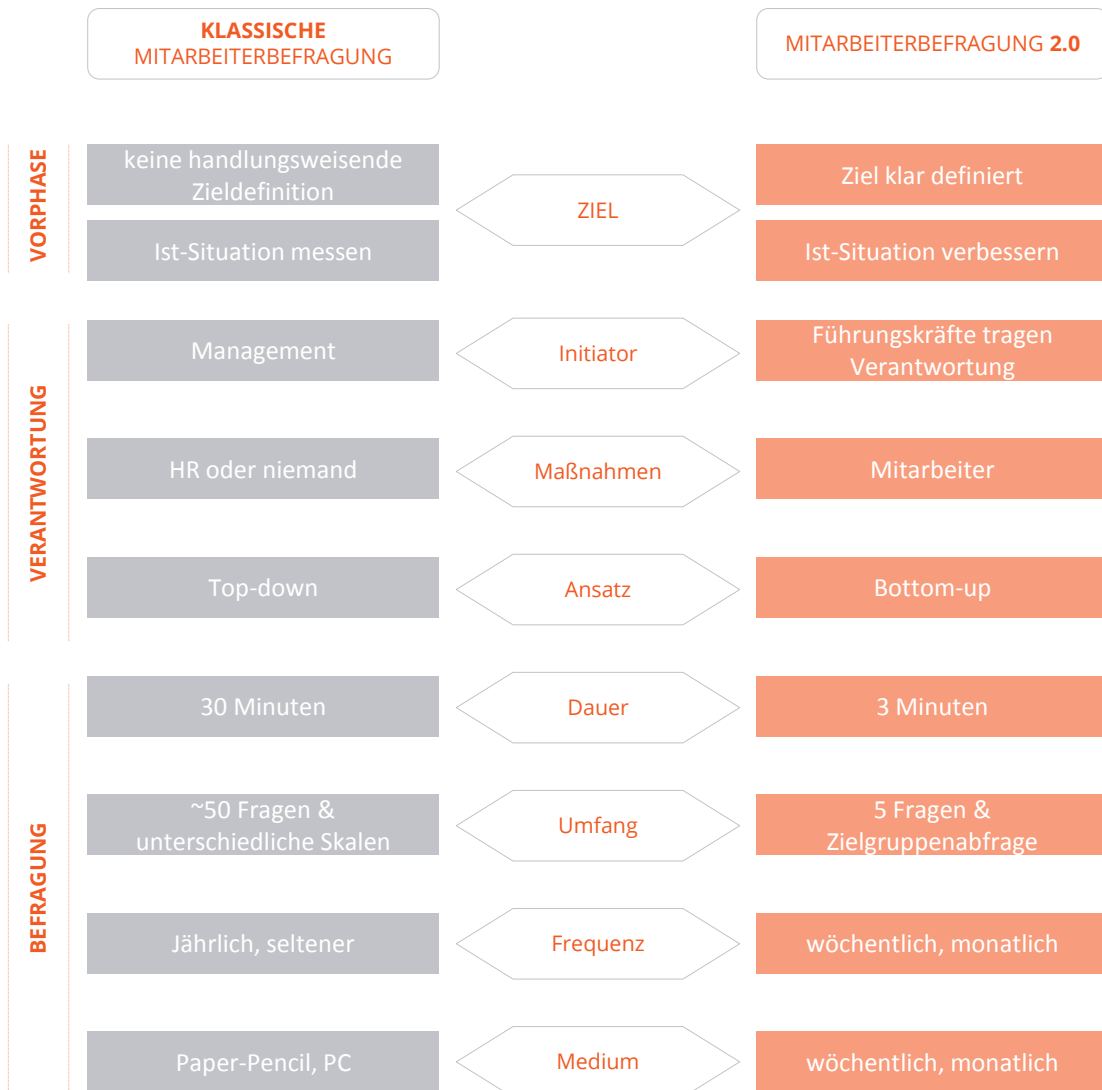 KLASSISCHE
MITARBEITERBEFRAGUNG
MITARBEITERBEFRAGUNG 2.0
VORPHASE
keine handlungsweisende
Zieldefinition
ZIEL
Ziel klar definiert
Ist-Situation messen
Ist-Situation verbessern
VERANTWORTUNG
Management
Initiator
Führungskräfte tragen
Verantwortung
HR oder niemand
Maßnahmen
Mitarbeiter
Top-down
Ansatz
Bottom-up
BEFRAGUNG
30 Minuten
Dauer
3 Minuten
~50 Fragen &
unterschiedliche Skalen
Umfang
5 Fragen &
Zielgruppenabfrage
Jährlich, seltener
Frequenz
wöchentlich, monatlich
Paper-Pencil, PC
Medium
wöchentlich, monatlich